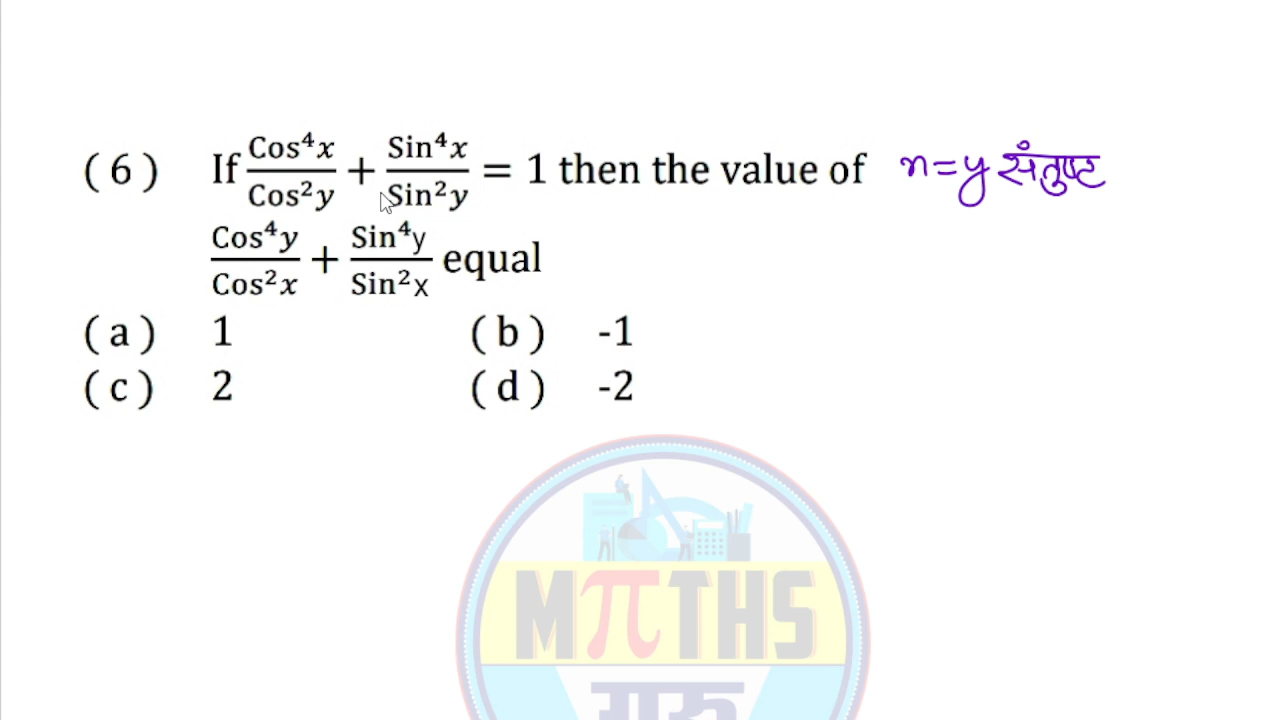 (6) If Cos⁴x/Cos²y + Sin⁴x/Sin²y = 1 then the value of x=y संतुष्ट
Cos⁴y/Cos²x + Sin⁴y/Sin²x equal
(a) 1 (b) -1
(c) 2 (d) -2
MπTHS
गुरु